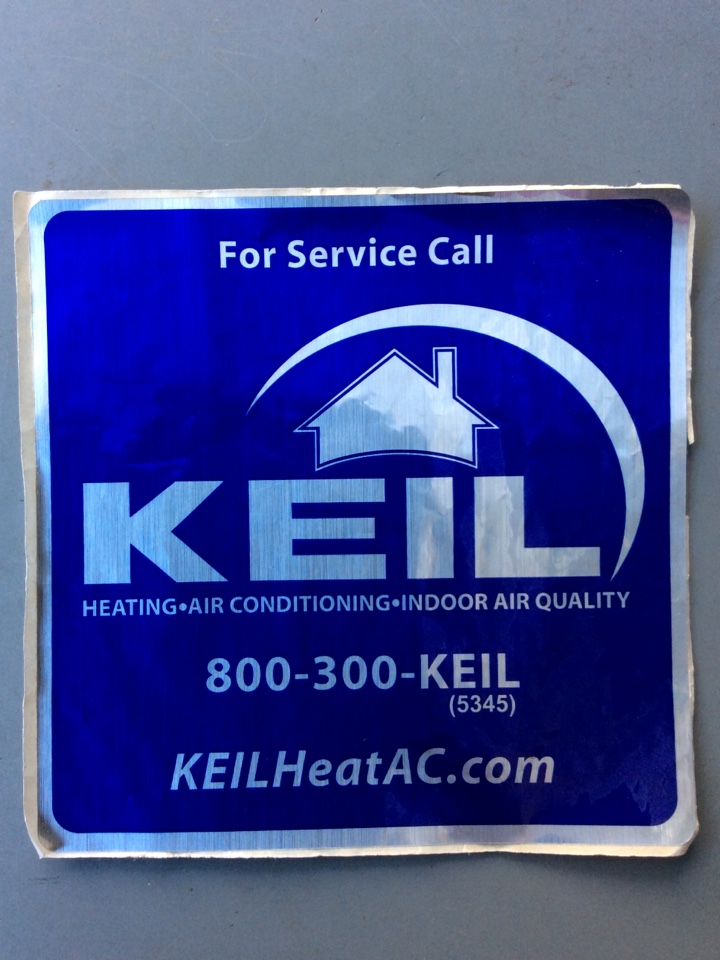 For Service Call
KEIL
HEATING•AIR CONDITIONING•INDOOR AIR QUALITY
800-300-KEIL
(5345)
KEILHeatAC.com